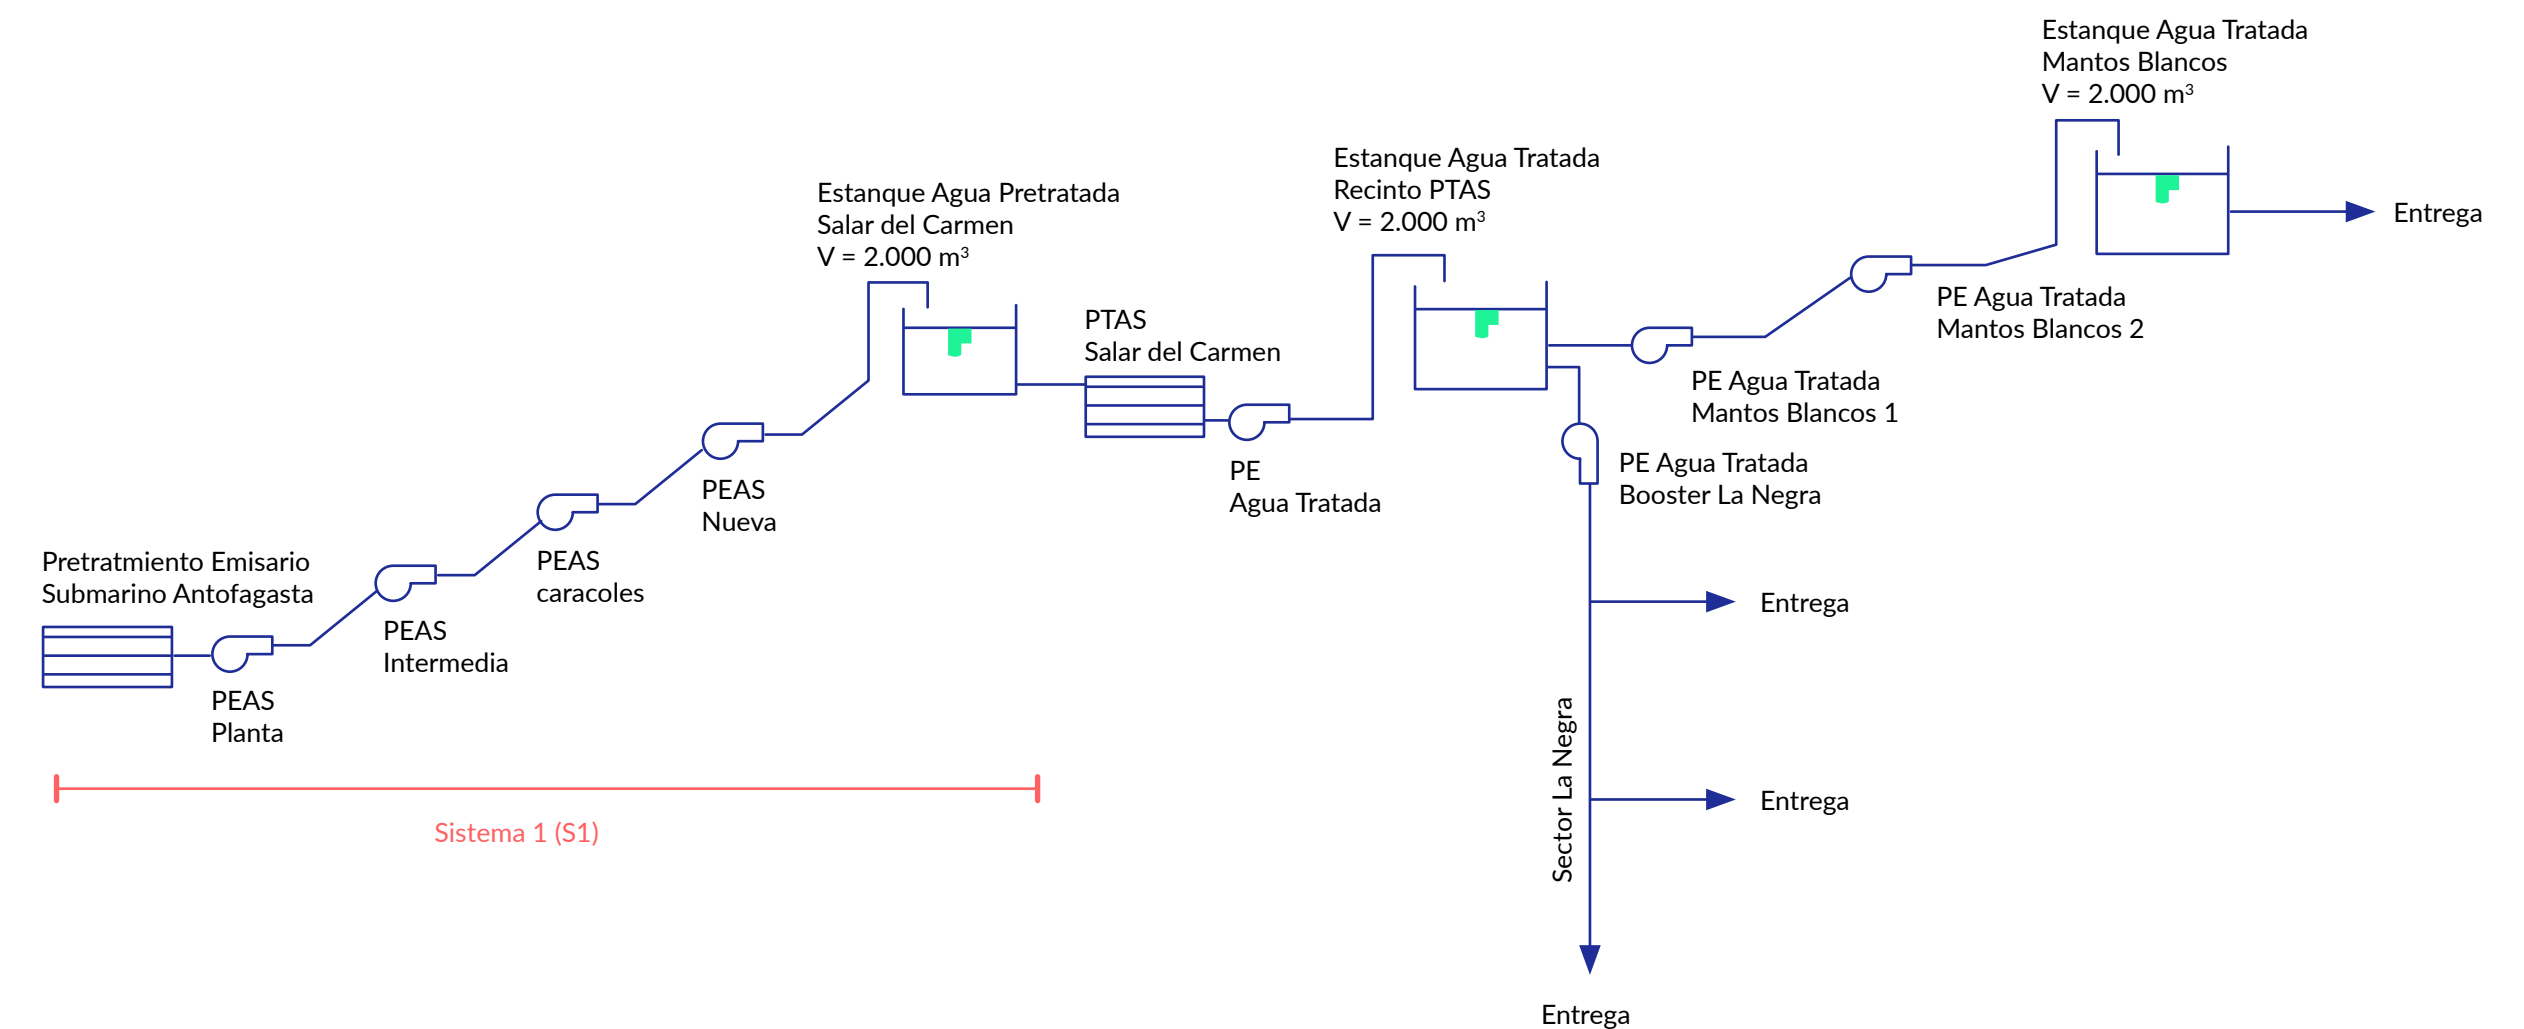 Estanque Agua Tratada
Mantos Blancos
V = 2.000 m³
Entrega
Estanque Agua Tratada
Recinto PTAS
V = 2.000 m³
Estanque Agua Pretratada
Salar del Carmen
V = 2.000 m³
PTAS
Salar del Carmen
PE Agua Tratada
Mantos Blancos 2
PE Agua Tratada
Mantos Blancos 1
PE Agua Tratada
Booster La Negra
PE
Agua Tratada
PEAS
Nueva
PEAS
caracoles
Pretratmiento Emisario
Submarino Antofagasta
PEAS
Intermedia
PEAS
Planta
Entrega
Sector La Negra
Entrega
Sistema 1 (S1)
Entrega